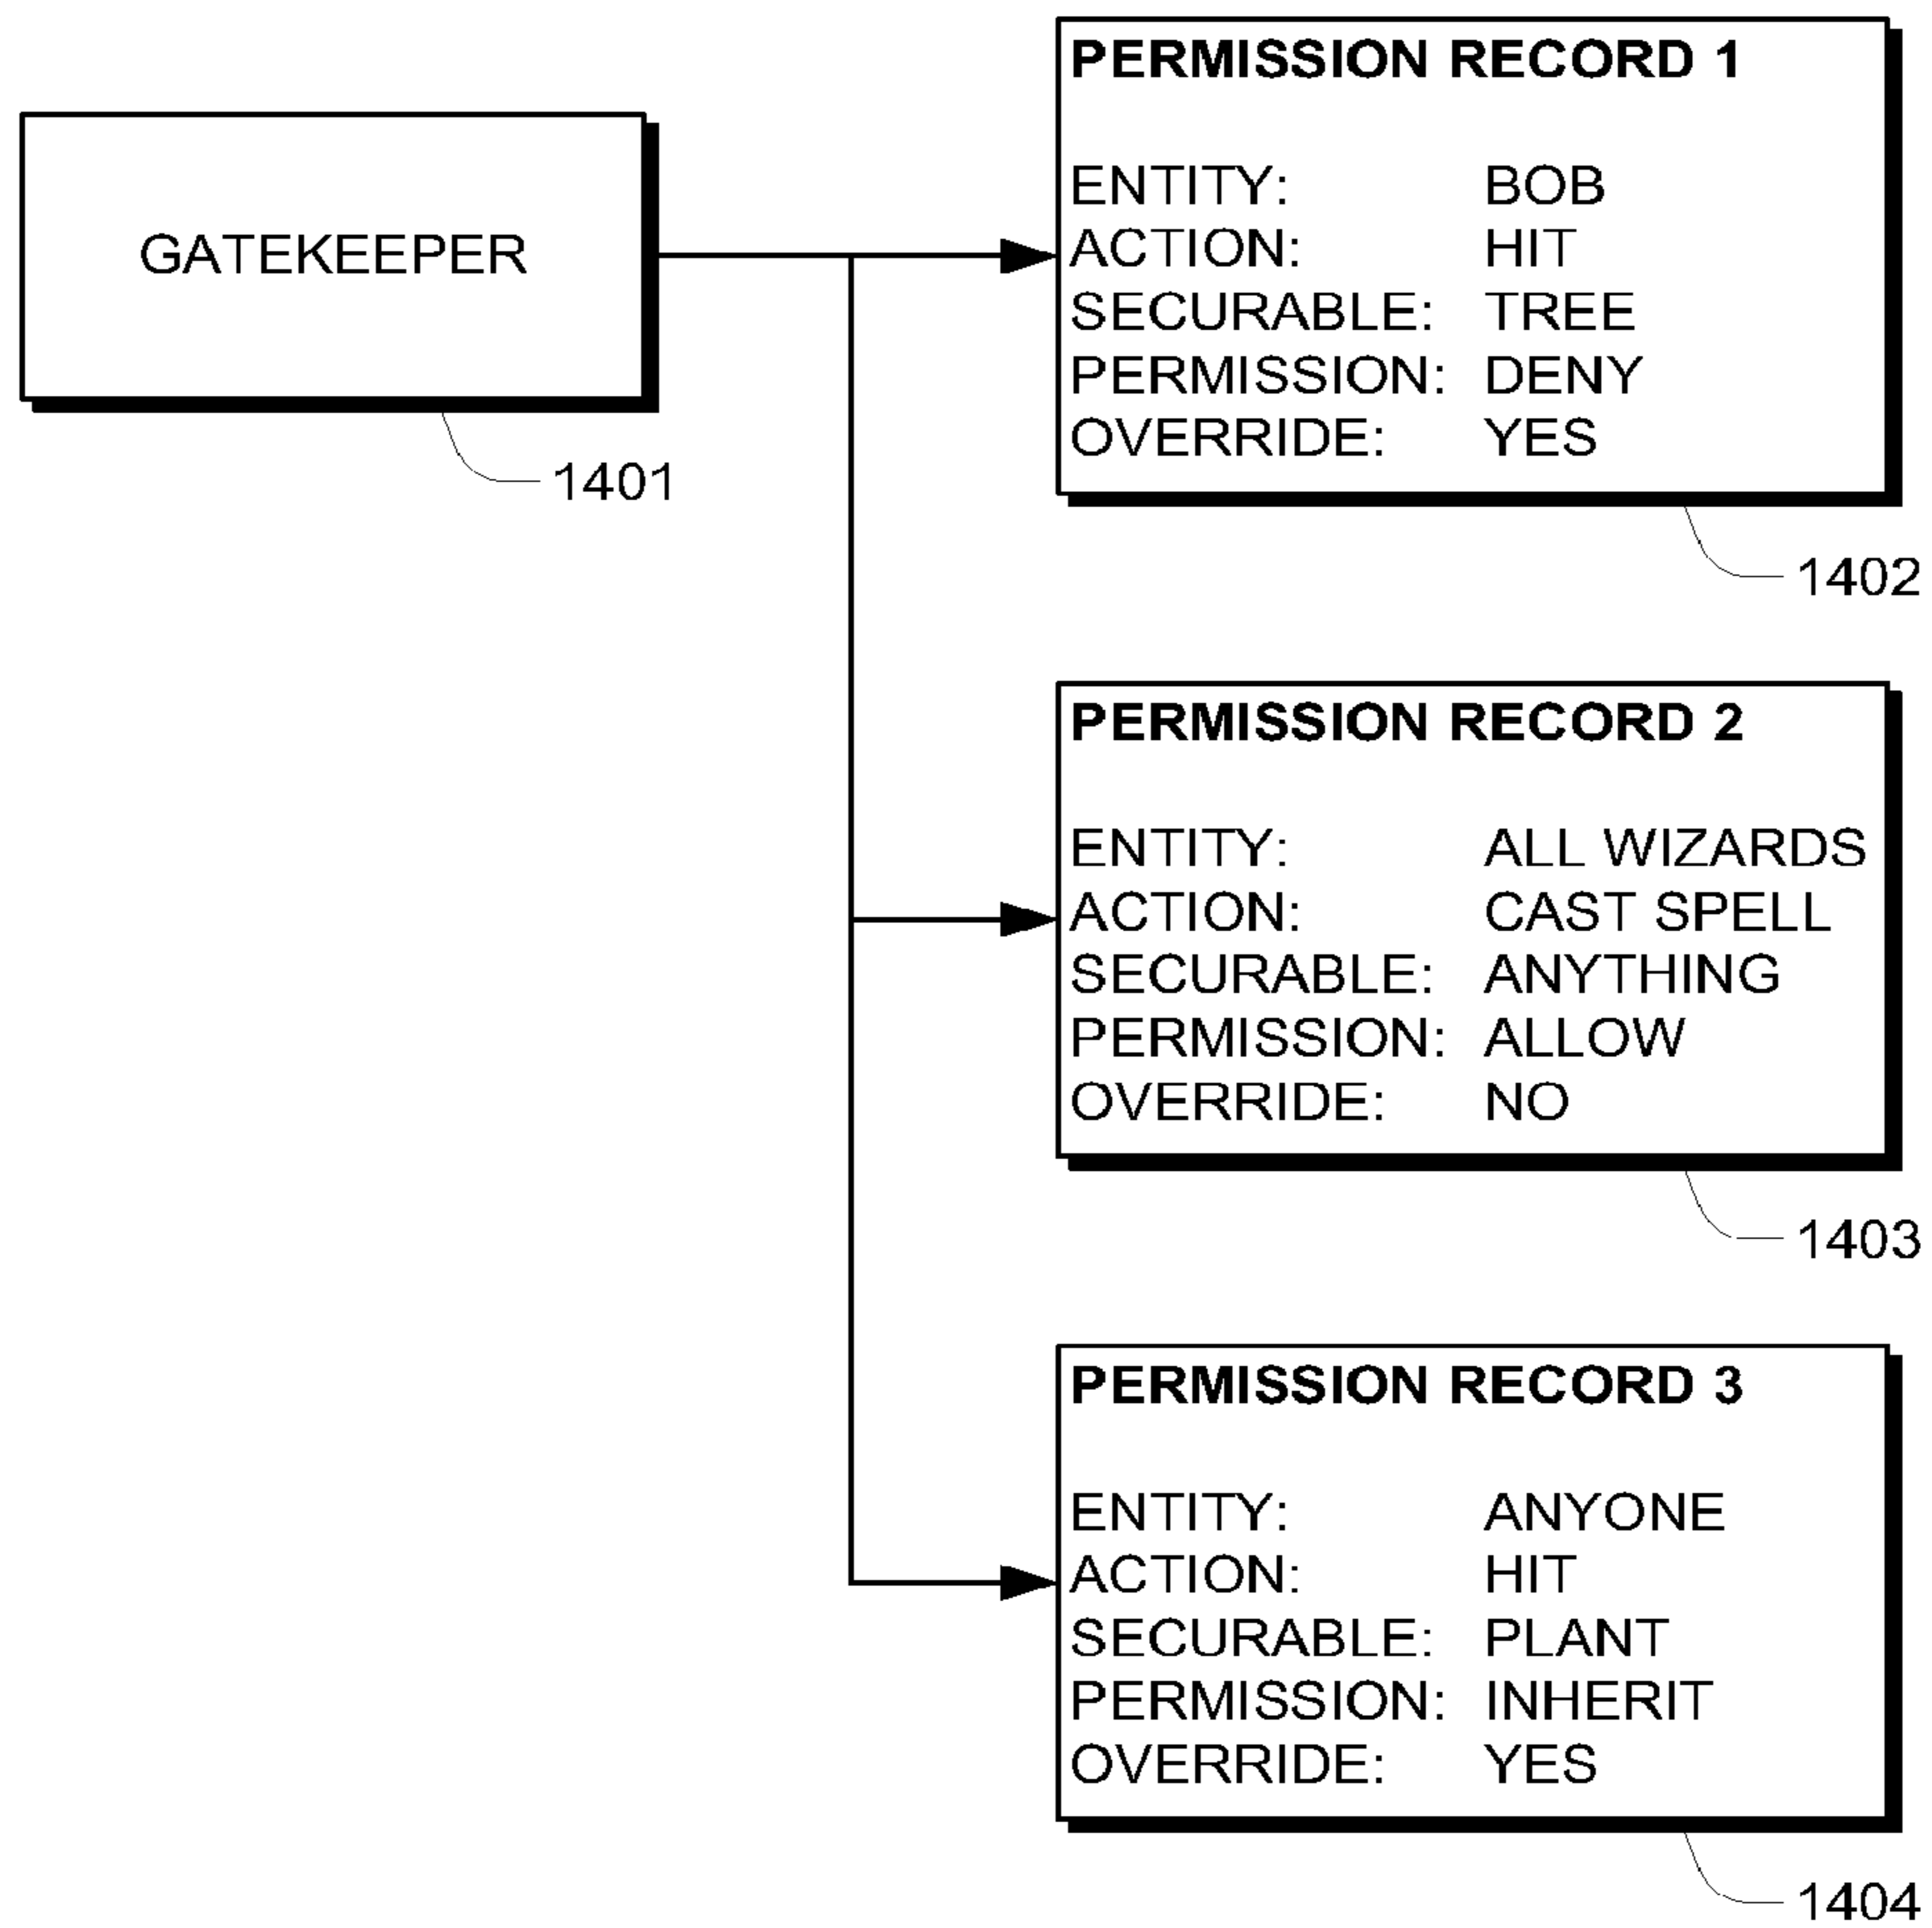 GATEKEEPER
1401
PERMISSION RECORD 1
ENTITY: BOB
ACTION: HIT
SECURABLE: TREE
PERMISSION: DENY
OVERRIDE: YES
1402
PERMISSION RECORD 2
ENTITY: ALL WIZARDS
ACTION: CAST SPELL
SECURABLE: ANYTHING
PERMISSION: ALLOW
OVERRIDE: NO
1403
PERMISSION RECORD 3
ENTITY: ANYONE
ACTION: HIT
SECURABLE: PLANT
PERMISSION: INHERIT
OVERRIDE: YES
1404